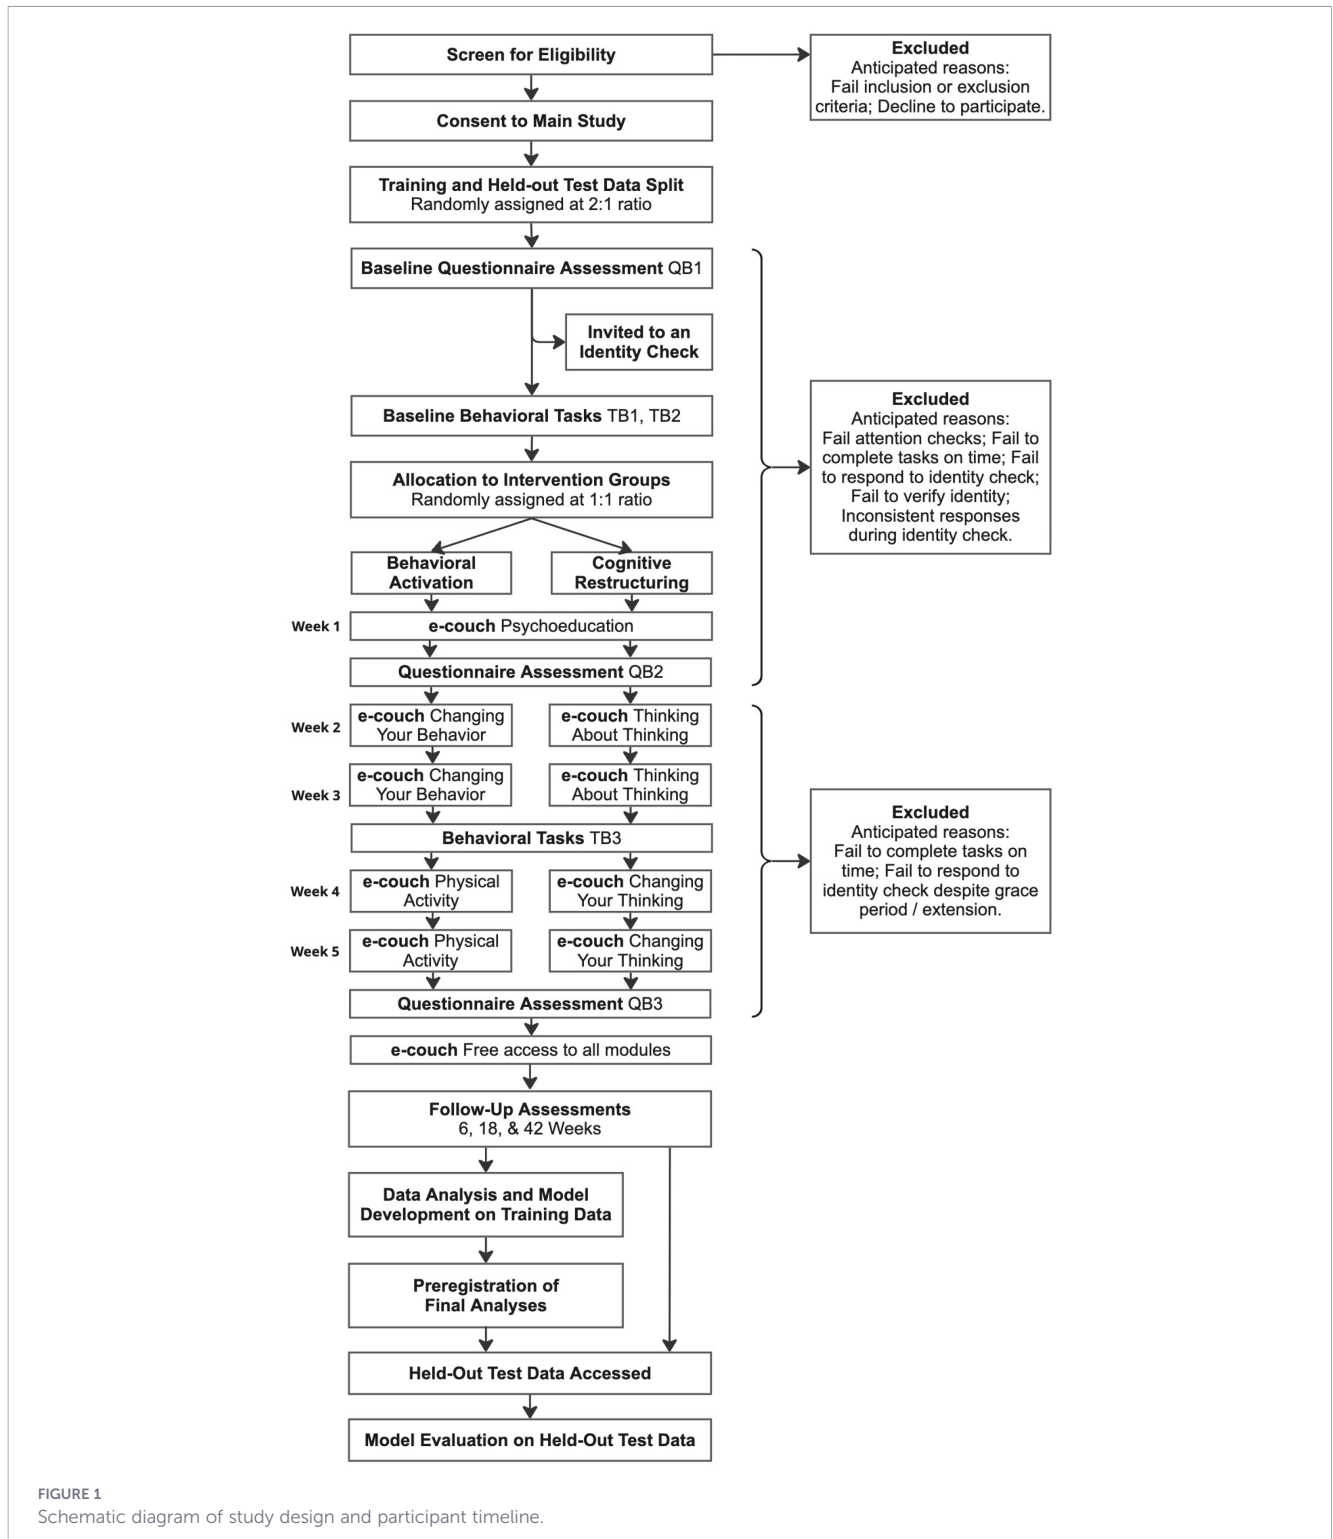 Screen for Eligibility
Excluded
Anticipated reasons:
Fail inclusion or exclusion
criteria; Decline to participate.
Consent to Main Study
Training and Held-out Test Data Split
Randomly assigned at 2:1 ratio
Baseline Questionnaire Assessment QB1
Invited to an
Identity Check
Baseline Behavioral Tasks TB1, TB2
Allocation to Intervention Groups
Randomly assigned at 1:1 ratio
Excluded
Anticipated reasons:
Fail attention checks; Fail to
complete tasks on time; Fail
to respond to identity check;
Fail to verify identity;
Inconsistent responses
during identity check.
Behavioral
Activation
Cognitive
Restructuring
Week 1
e-couch Psychoeducation
Questionnaire Assessment QB2
Week 2
e-couch Changing
Your Behavior
e-couch Thinking
About Thinking
Week 3
e-couch Changing
Your Behavior
e-couch Thinking
About Thinking
Behavioral Tasks TB3
Excluded
Anticipated reasons:
Fail to complete tasks on
time; Fail to respond to
identity check despite grace
period / extension.
Week 4
e-couch Physical
Activity
e-couch Changing
Your Thinking
Week 5
e-couch Physical
Activity
e-couch Changing
Your Thinking
Questionnaire Assessment QB3
e-couch Free access to all modules
Follow-Up Assessments
6, 18, & 42 Weeks
Data Analysis and Model
Development on Training Data
Preregistration of
Final Analyses
Held-Out Test Data Accessed
Model Evaluation on Held-Out Test Data
FIGURE 1
Schematic diagram of study design and participant timeline.